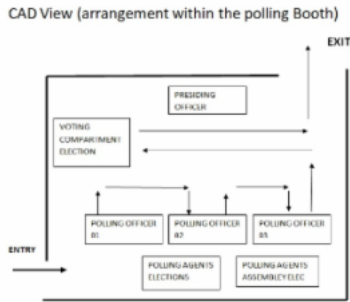 CAD View (arrangement within the polling Booth)
EXIT
PRESIDING
OFFICER
VOTING
COMPARTMENT
ELECTION
POLLING OFFICER
01
POLLING OFFICER
02
POLLING OFFICER
03
ENTRY
POLLING AGENTS
ELECTIONS
POLLING AGENTS
ASSEMBLEY ELEC